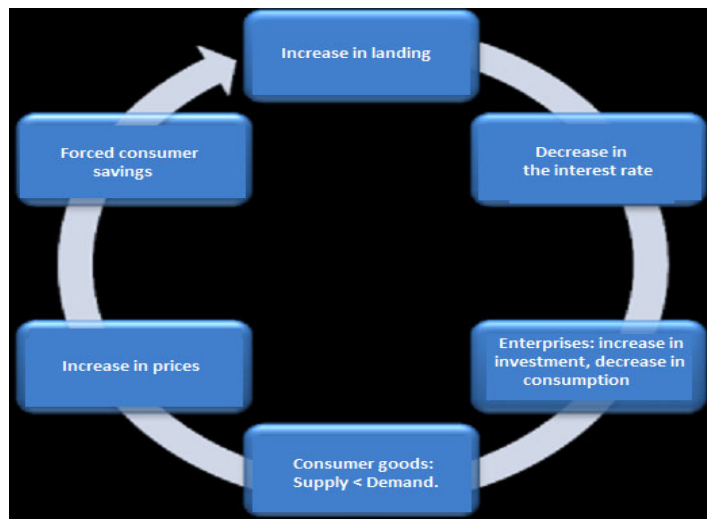 Increase in landing
Decrease in
the interest rate
Enterprises: increase in
investment, decrease in
consumption
Consumer goods:
Supply < Demand.
Increase in prices
Forced consumer
savings